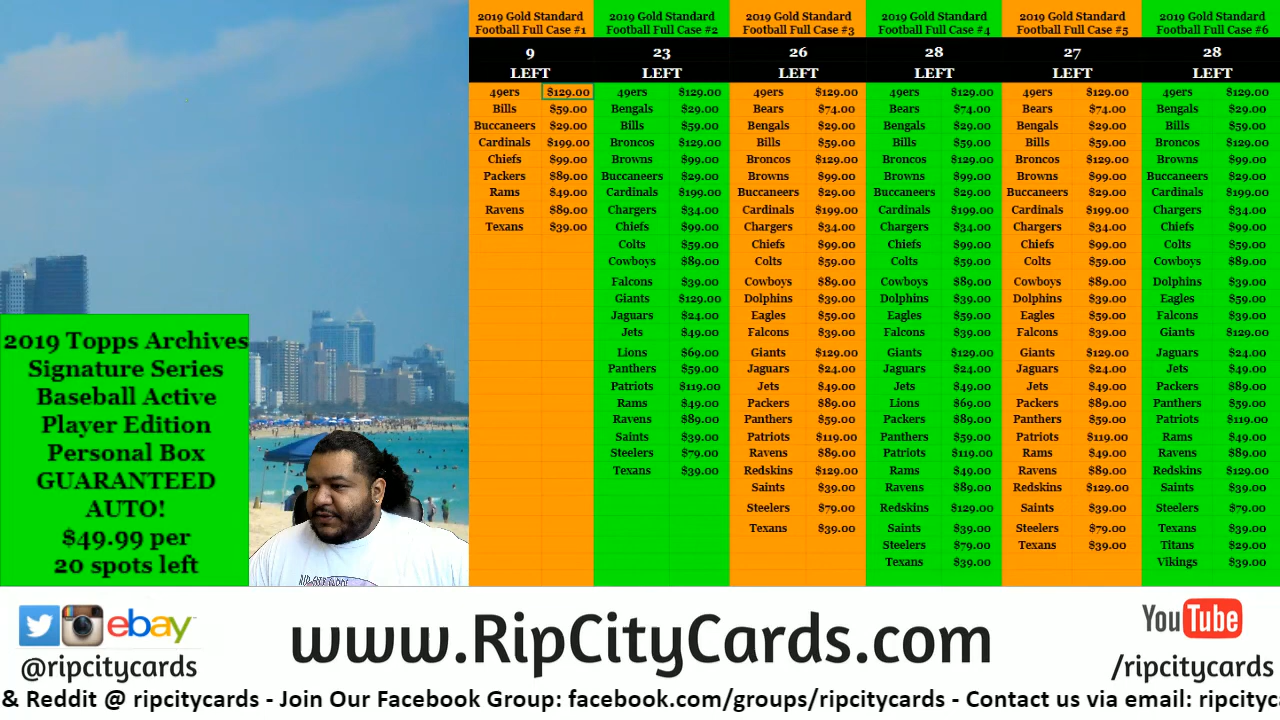 2019 Gold Standard
Football Full Case #1
9
LEFT
49ers $129.00
Bills $59.00
Buccaneers $29.00
Cardinals $199.00
Chiefs $99.00
Packers $89.00
Rams $49.00
Ravens $89.00
Texans $39.00
2019 Gold Standard
Football Full Case #2
23
LEFT
49ers $129.00
Bengals $29.00
Bills $59.00
Broncos $129.00
Browns $99.00
Buccaneers $29.00
Cardinals $199.00
Chargers $34.00
Chiefs $99.00
Colts $59.00
Cowboys $89.00
Falcons $39.00
Giants $129.00
Jaguars $24.00
Jets $49.00
Lions $69.00
Panthers $59.00
Patriots $119.00
Rams $49.00
Ravens $89.00
Saints $39.00
Steelers $79.00
Texans $39.00
2019 Gold Standard
Football Full Case #3
26
LEFT
49ers $129.00
Bears $74.00
Bengals $29.00
Bills $59.00
Broncos $129.00
Browns $99.00
Buccaneers $29.00
Cardinals $199.00
Chargers $34.00
Chiefs $99.00
Colts $59.00
Cowboys $89.00
Dolphins $39.00
Eagles $59.00
Falcons $39.00
Giants $129.00
Jaguars $24.00
Jets $49.00
Packers $89.00
Panthers $59.00
Patriots $119.00
Ravens $89.00
Redskins $129.00
Saints $39.00
Steelers $79.00
Texans $39.00
2019 Gold Standard
Football Full Case #4
28
LEFT
49ers $129.00
Bears $74.00
Bengals $29.00
Bills $59.00
Broncos $129.00
Browns $99.00
Buccaneers $29.00
Cardinals $199.00
Chargers $34.00
Chiefs $99.00
Colts $59.00
Cowboys $89.00
Dolphins $39.00
Eagles $59.00
Falcons $39.00
Giants $129.00
Jaguars $24.00
Jets $49.00
Lions $69.00
Packers $89.00
Panthers $59.00
Patriots $119.00
Rams $49.00
Ravens $89.00
Redskins $129.00
Saints $39.00
Steelers $79.00
Texans $39.00
2019 Gold Standard
Football Full Case #5
27
LEFT
49ers $129.00
Bears $74.00
Bengals $29.00
Bills $59.00
Broncos $129.00
Browns $99.00
Buccaneers $29.00
Cardinals $199.00
Chargers $34.00
Chiefs $99.00
Colts $59.00
Cowboys $89.00
Dolphins $39.00
Eagles $59.00
Falcons $39.00
Giants $129.00
Jaguars $24.00
Jets $49.00
Packers $89.00
Panthers $59.00
Patriots $119.00
Rams $49.00
Ravens $89.00
Redskins $129.00
Saints $39.00
Steelers $79.00
Texans $39.00
2019 Gold Standard
Football Full Case #6
28
LEFT
49ers $129.00
Bengals $29.00
Bills $59.00
Broncos $129.00
Browns $99.00
Buccaneers $29.00
Cardinals $199.00
Chargers $34.00
Chiefs $99.00
Colts $59.00
Cowboys $89.00
Dolphins $39.00
Eagles $59.00
Falcons $39.00
Giants $129.00
Jaguars $24.00
Jets $49.00
Packers $89.00
Panthers $59.00
Patriots $119.00
Rams $49.00
Ravens $89.00
Redskins $129.00
Saints $39.00
Steelers $79.00
Texans $39.00
Titans $29.00
Vikings $39.00
2019 Topps Archives
Signature Series
Baseball Active
Player Edition
Personal Box
GUARANTEED
AUTO!
$49.99 per
20 spots left
ebay
@ripcitycards
www.RipCityCards.com
YouTube
/ripcitycards
& Reddit @ ripcitycards - Join Our Facebook Group: facebook.com/groups/ripcitycards - Contact us via email: ripcityc